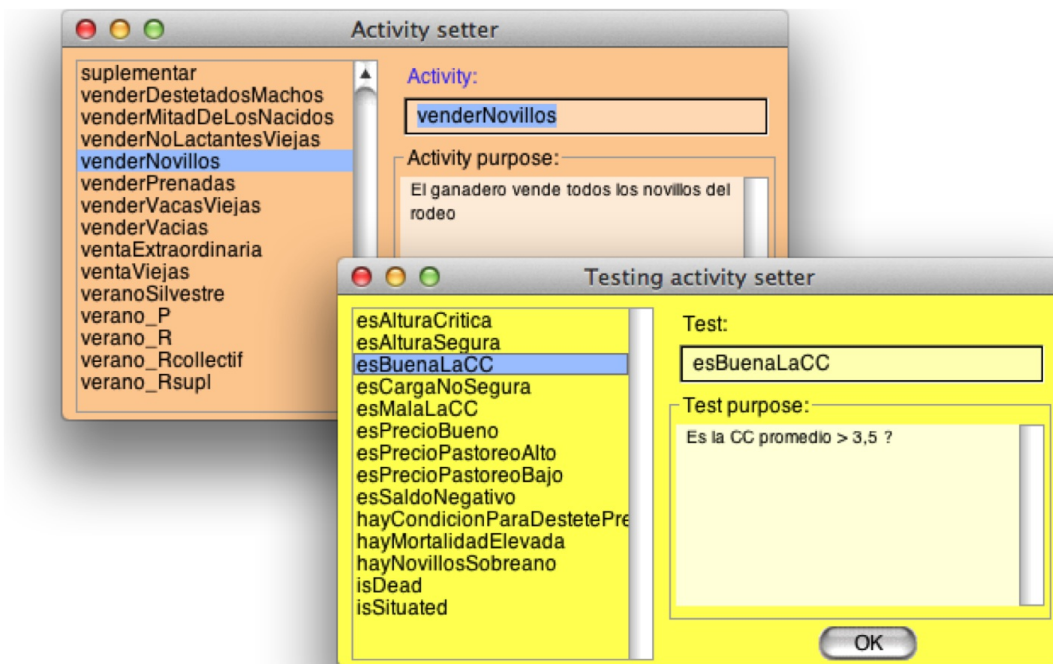 Activity setter
suplementar
venderDestetadosMachos
venderMitadDeLosNacidos
venderNoLactantesViejas
venderNovillos
venderPrenadas
venderVacasViejas
venderVacias
ventaExtraordinaria
ventaViejas
veranoSilvestre
verano_P
verano_R
verano_Rcollectif
verano_Rsupl
Activity:
venderNovillos
Activity purpose:
El ganadero vende todos los novillos del
rodeo
Testing activity setter
esAlturaCritica
esAlturaSegura
esBuenaLaCC
esCargaNoSegura
esMalaLaCC
esPrecioBueno
esPrecioPastoreoAlto
esPrecioPastoreoBajo
esSaldoNegativo
hayCondicionParaDestetePre
hayMortalidadElevada
hayNovillosSobreano
isDead
isSituated
Test:
esBuenaLaCC
Test purpose:
Es la CC promedio > 3,5 ?
OK